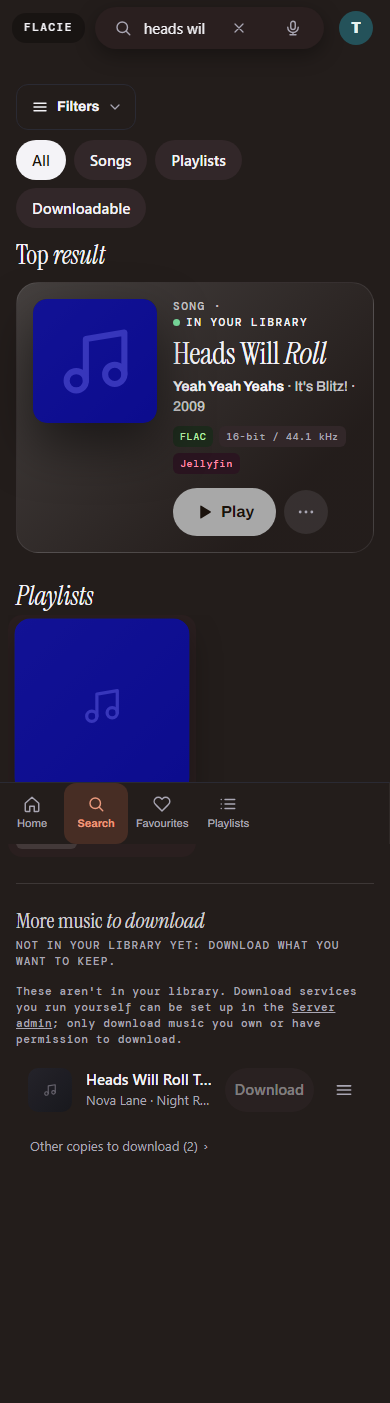 FLACIE
heads wil
T
Filters
All
Songs
Playlists
Downloadable
Top result
SONG ·
IN YOUR LIBRARY
Heads Will Roll
Yeah Yeah Yeahs · It's Blitz! ·
2009
FLAC
16-bit / 44.1 kHz
Jellyfin
Play
Playlists
Home
Search
Favourites
Playlists
More music to download
NOT IN YOUR LIBRARY YET: DOWNLOAD WHAT YOU
WANT TO KEEP.
These aren't in your library. Download services
you run yourself can be set up in the Server
admin; only download music you own or have
permission to download.
Heads Will Roll T...
Nova Lane · Night R...
Download
Other copies to download (2) ›